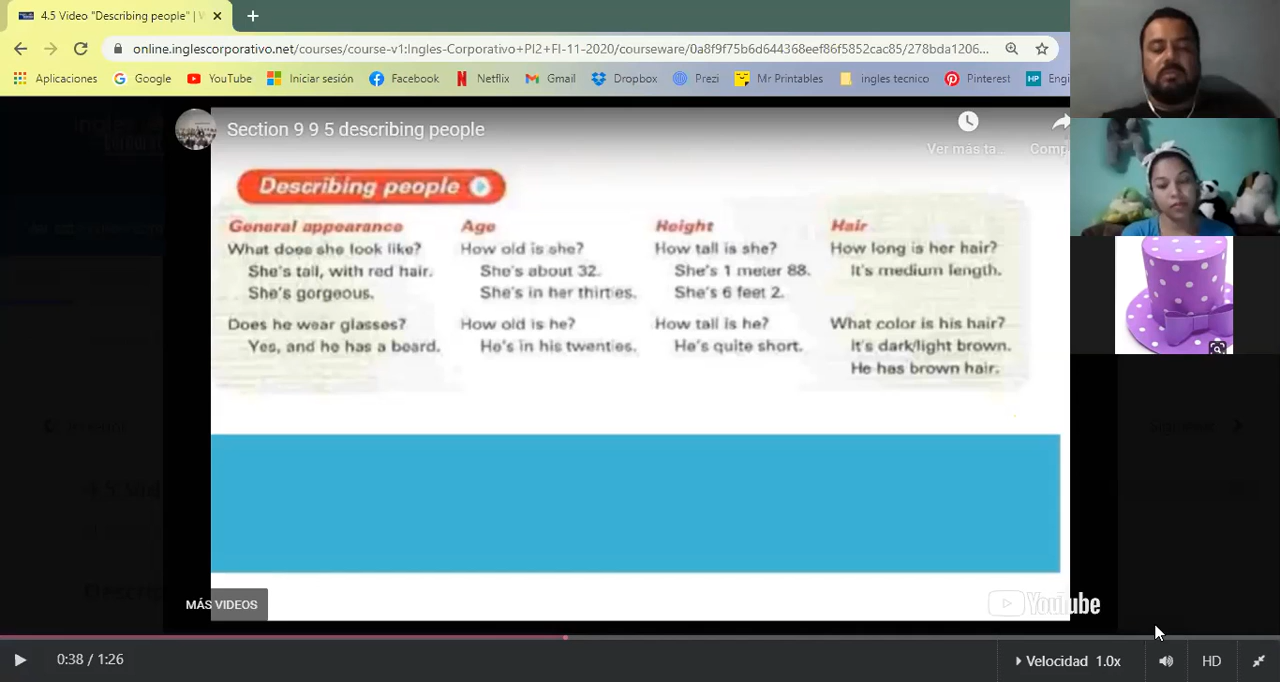 4.5 Video "Describing people" |
online.inglescorporativo.net/courses/course-v1:Ingles-Corporativo+PI2+FI-11-2020/courseware/0a8f9f75b6d644368eef86f5852cac85/278bda1206...
Aplicaciones Google YouTube Iniciar sesión Facebook Netflix Gmail Dropbox Prezi Mr Printables ingles tecnico Pinterest HP Engi
Section 9 9 5 describing people
Ver más ta...
Comp
Describing people
General appearance Age Height Hair
What does she look like? How old is she? How tall is she? How long is her hair?
She's tall, with red hair. She's about 32. She's 1 meter 88. It's medium length.
She's gorgeous. She's in her thirties. She's 6 feet 2.
Does he wear glasses? How old is he? How tall is he? What color is his hair?
Yes, and he has a beard. He's in his twenties. He's quite short. It's dark/light brown.
He has brown hair.
MÁS VIDEOS
YouTube
0:38 / 1:26 Velocidad 1.0x HD